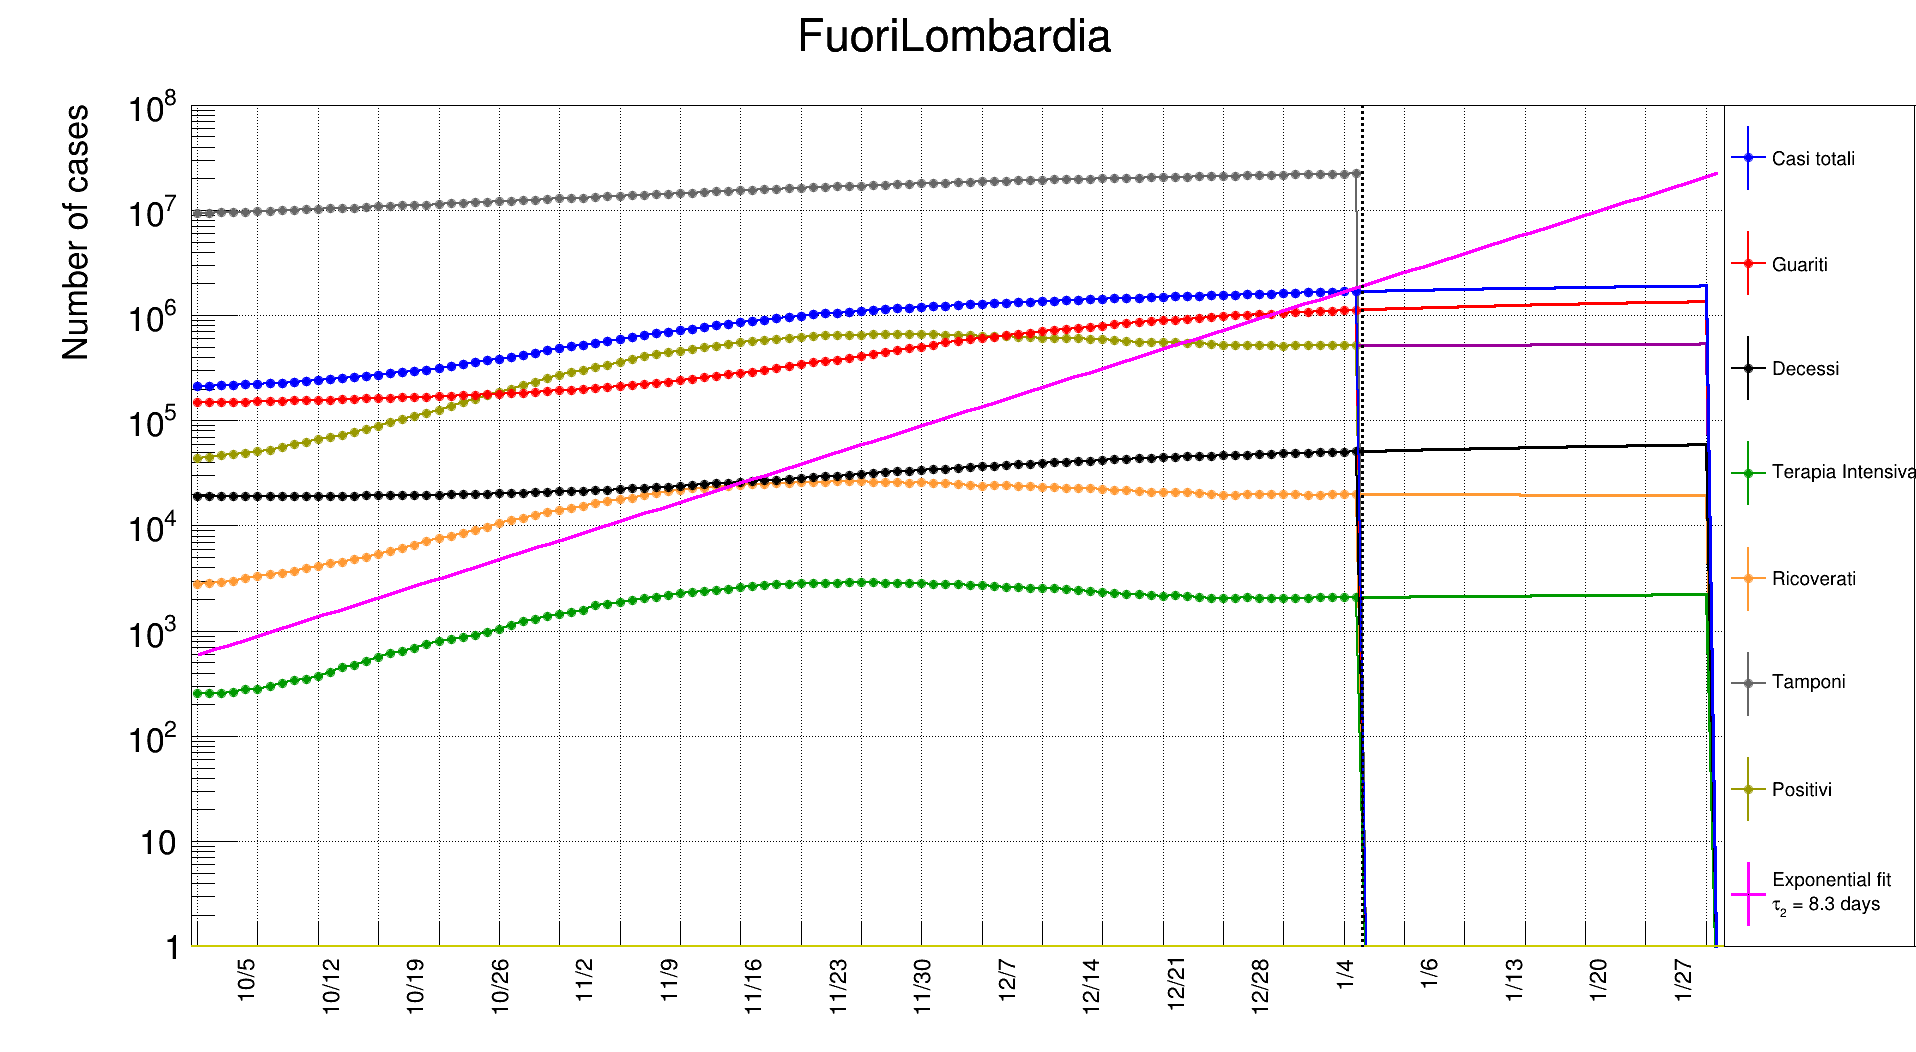 FuoriLombardia
Number of cases
10^8
10^7
10^6
10^5
10^4
10^3
10^2
10
1
10/5
10/12
10/19
10/26
11/2
11/9
11/16
11/23
11/30
12/7
12/14
12/21
12/28
1/4
1/6
1/13
1/20
1/27
Casi totali
Guariti
Decessi
Terapia Intensiva
Ricoverati
Tamponi
Positivi
Exponential fit
τ₂ = 8.3 days